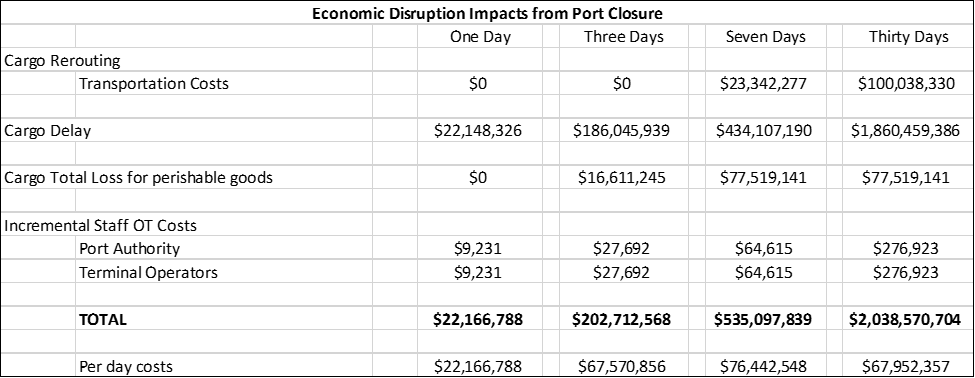 Economic Disruption Impacts from Port Closure
One Day Three Days Seven Days Thirty Days
Cargo Rerouting
Transportation Costs $0 $0 $23,342,277 $100,038,330
Cargo Delay $22,148,326 $186,045,939 $434,107,190 $1,860,459,386
Cargo Total Loss for perishable goods $0 $16,611,245 $77,519,141 $77,519,141
Incremental Staff OT Costs
Port Authority $9,231 $27,692 $64,615 $276,923
Terminal Operators $9,231 $27,692 $64,615 $276,923
TOTAL $22,166,788 $202,712,568 $535,097,839 $2,038,570,704
Per day costs $22,166,788 $67,570,856 $76,442,548 $67,952,357